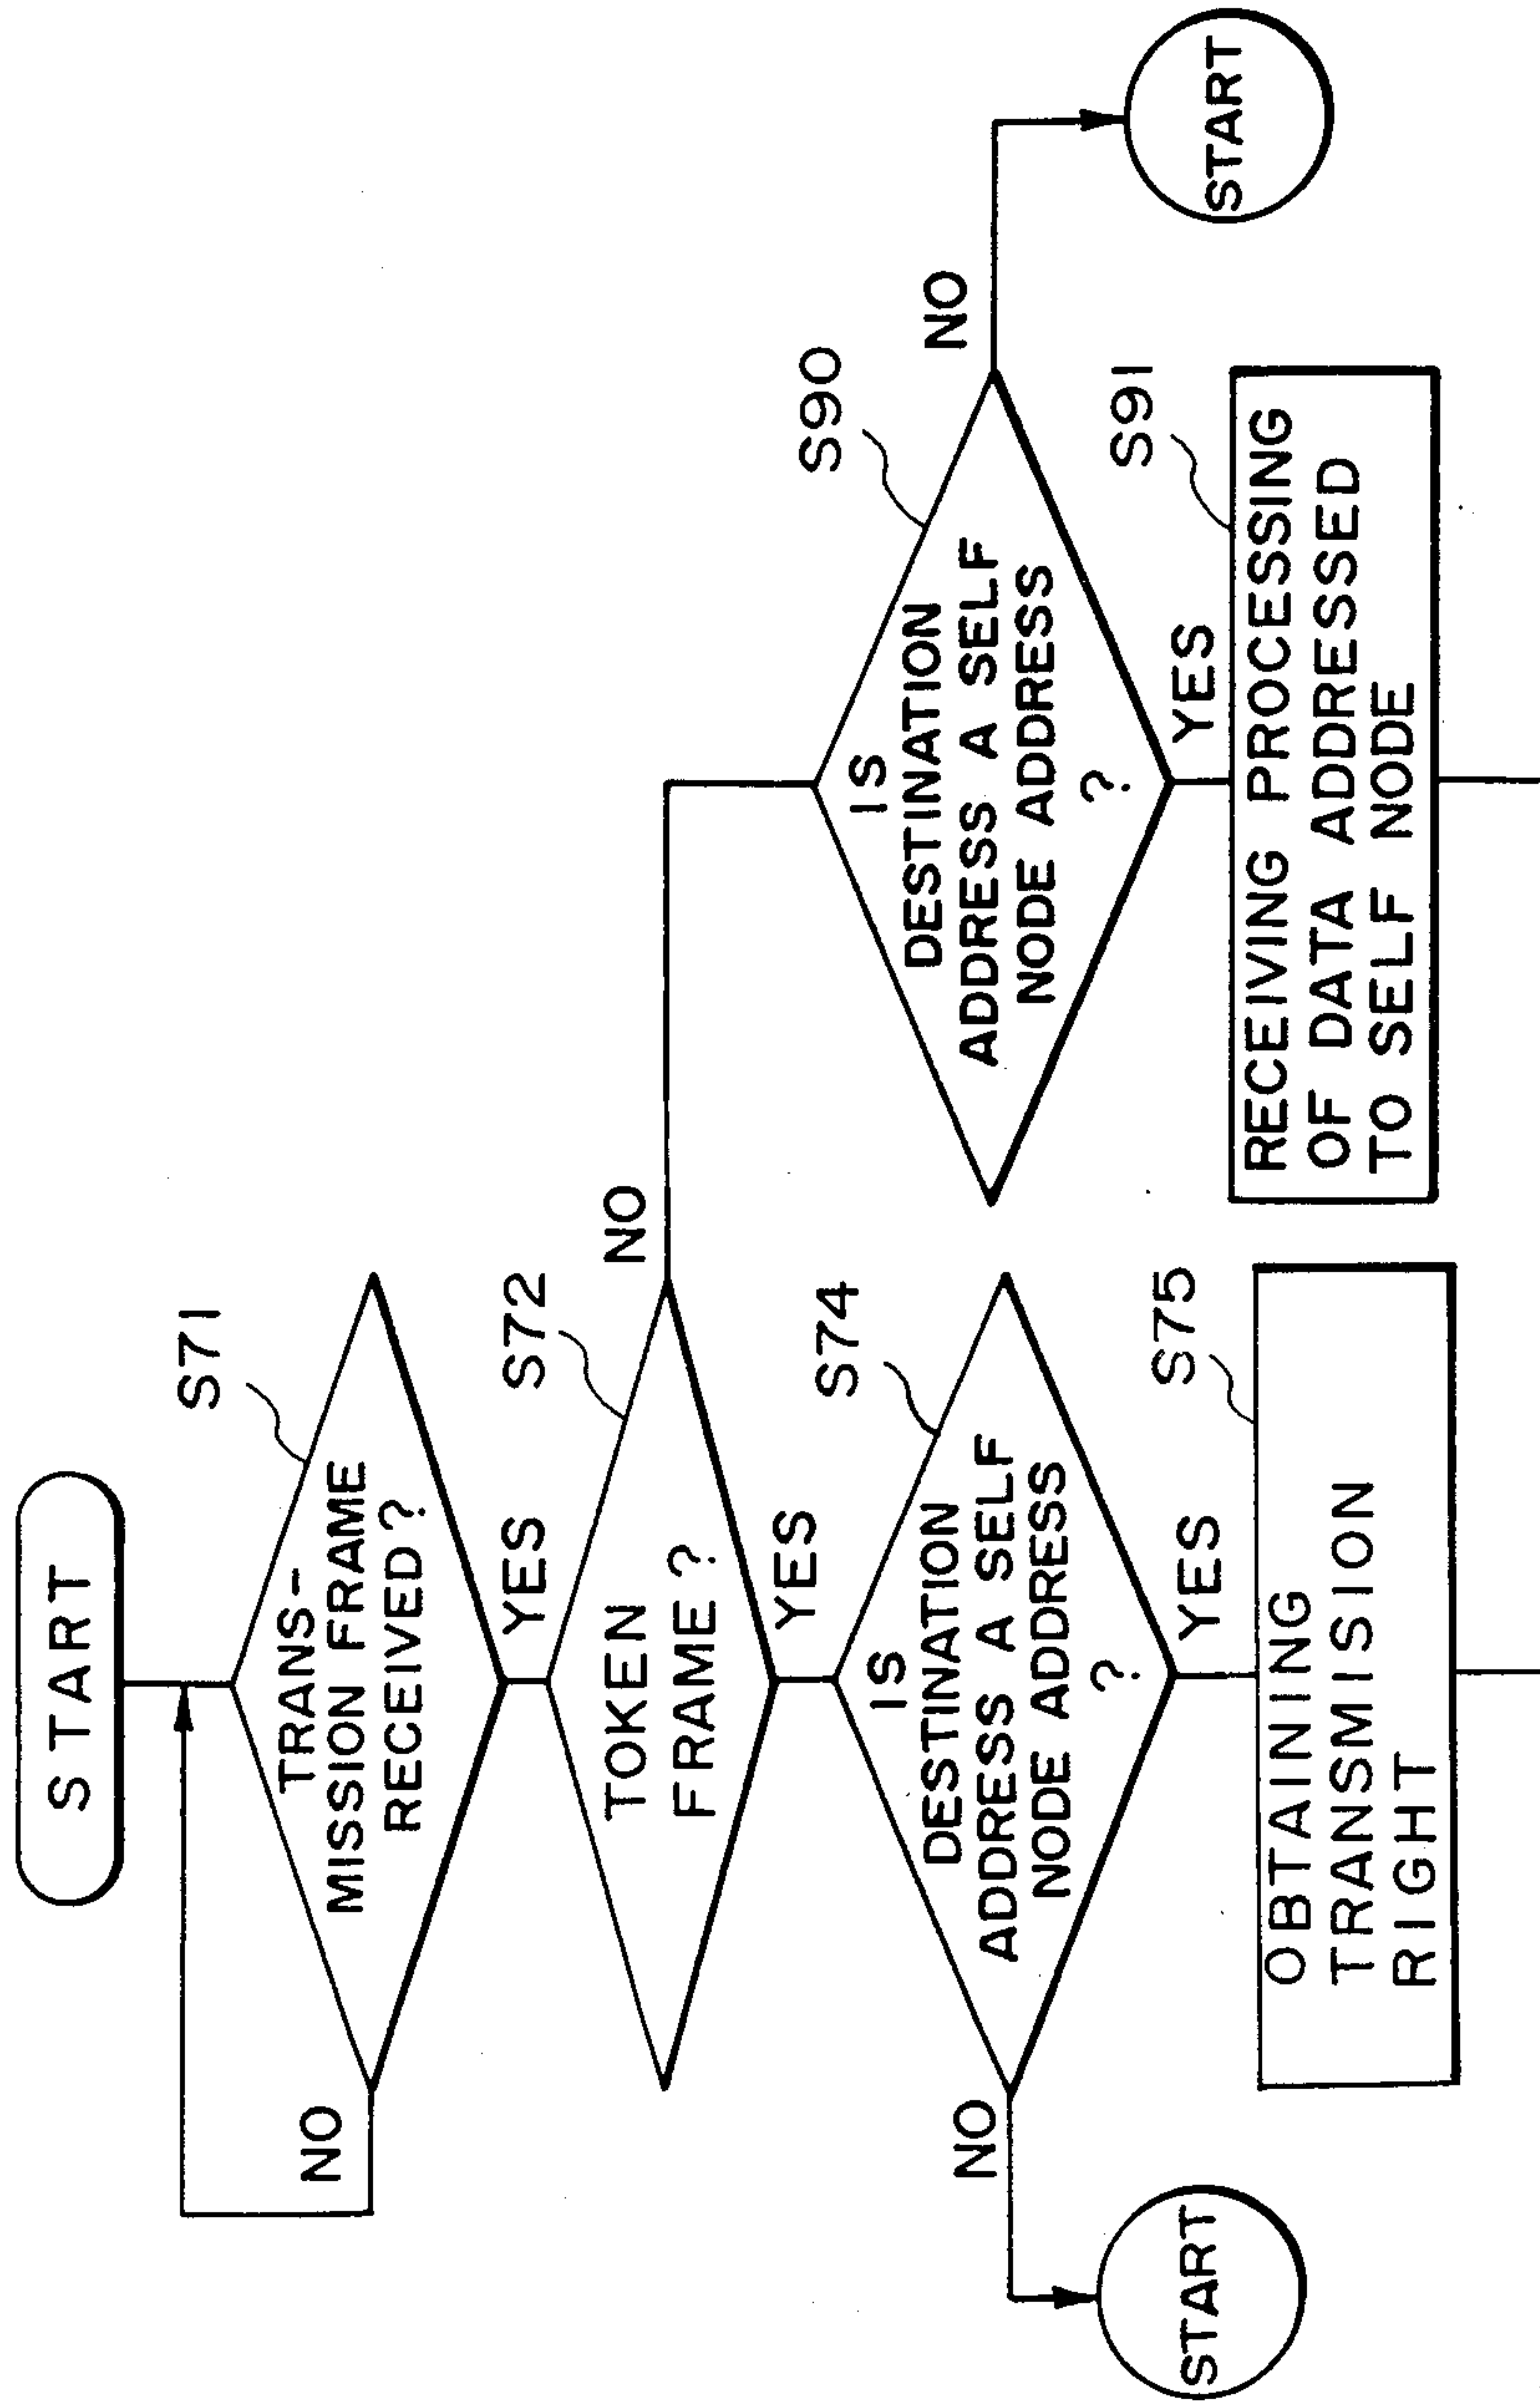 START
S71
TRANS-
MISSION FRAME
RECEIVED ?
NO
YES
S72
TOKEN
FRAME ?
NO
YES
S74
IS
DESTINATION
ADDRESS A SELF
NODE ADDRESS
?
NO
START
YES
S75
OBTAINING
TRANSMISSION
RIGHT
S90
IS
DESTINATION
ADDRESS A SELF
NODE ADDRESS
?
NO
START
YES
S91
RECEIVING PROCESSING
OF DATA ADDRESSED
TO SELF NODE